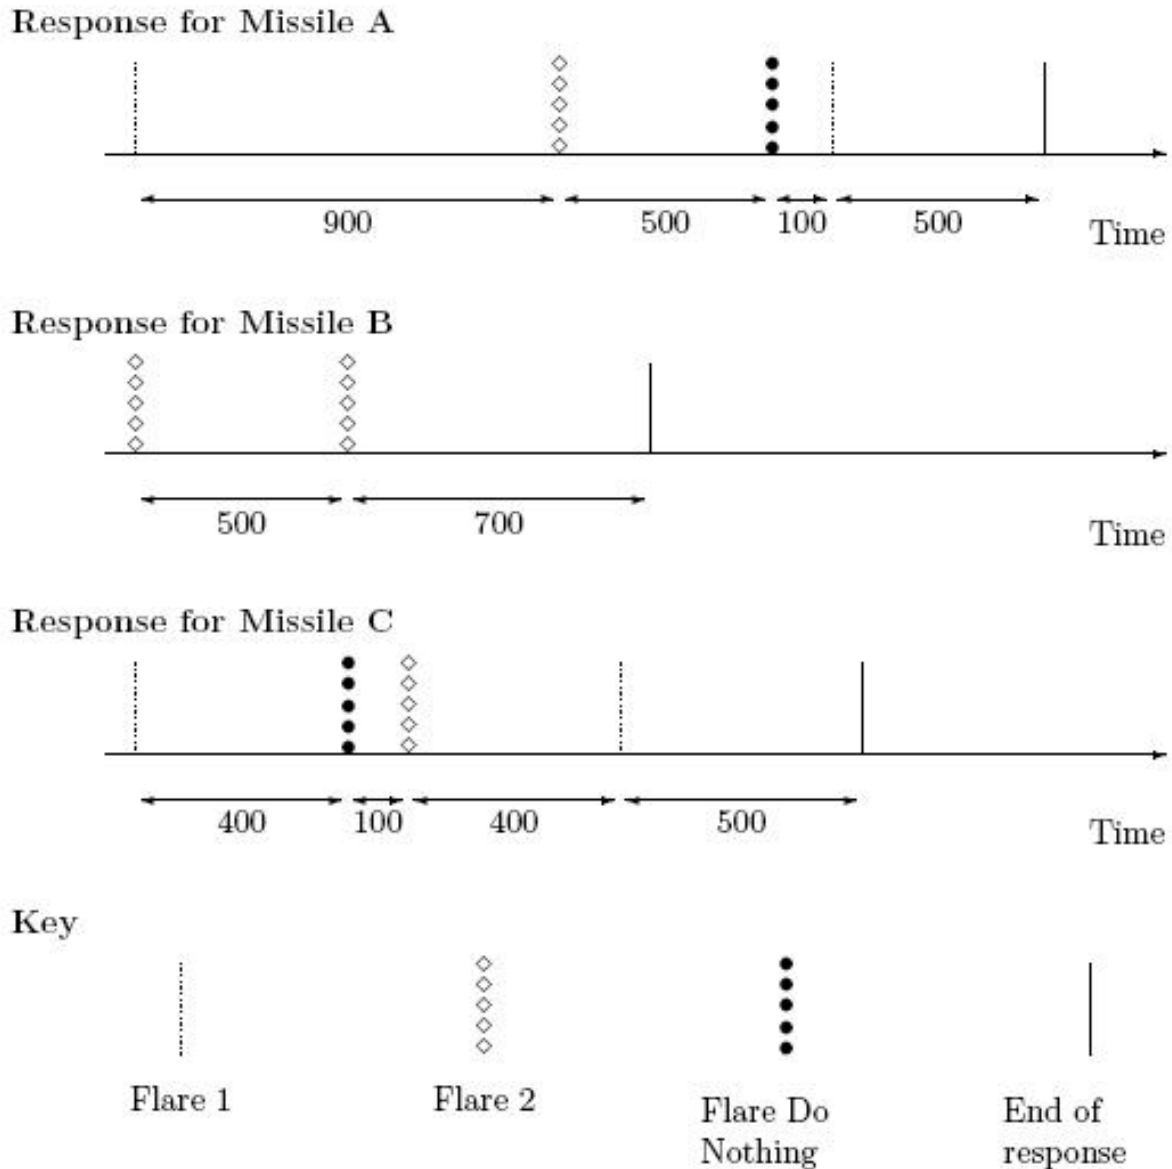 Response for Missile A
900 500 100 500
Time
Response for Missile B
500 700
Time
Response for Missile C
400 100 400 500
Time
Key
Flare 1 Flare 2 Flare Do Nothing End of response